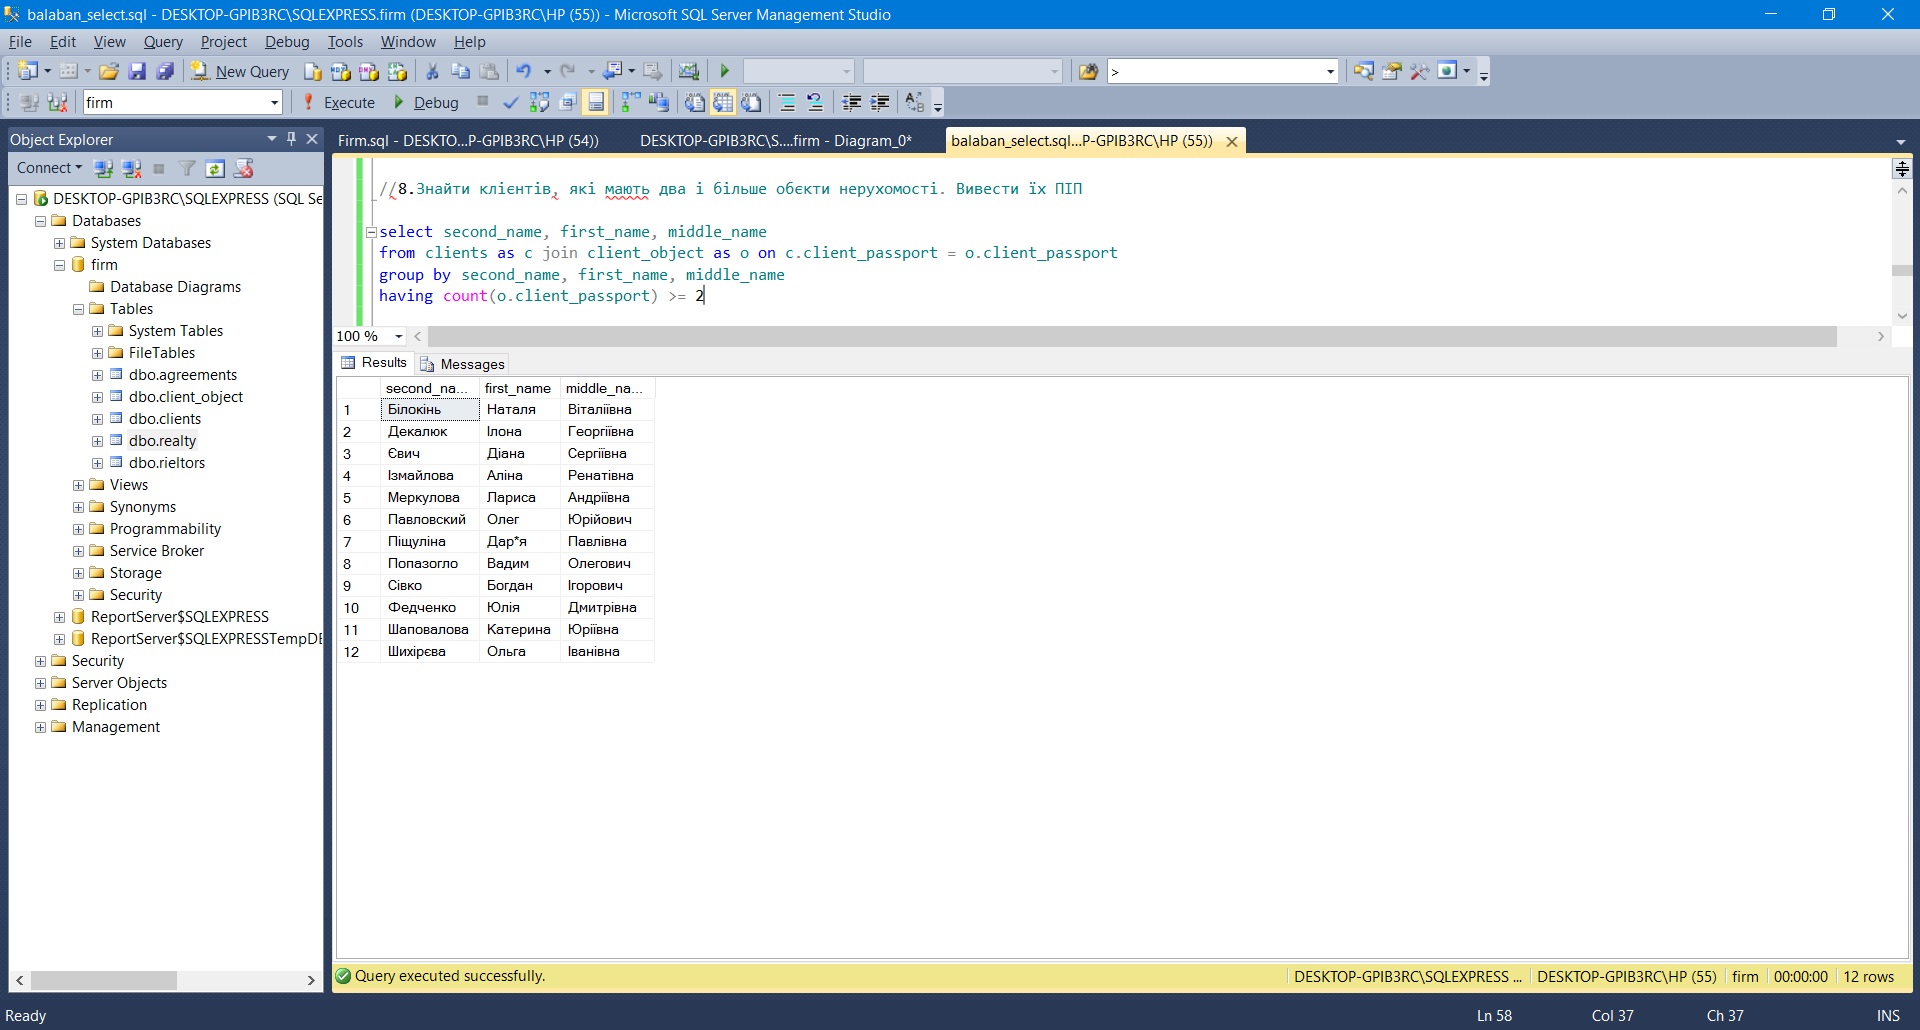 balaban_select.sql - DESKTOP-GPIB3RC\SQLEXPRESS.firm (DESKTOP-GPIB3RC\HP (55)) - Microsoft SQL Server Management Studio
File Edit View Query Project Debug Tools Window Help
New Query >
firm Execute Debug
Object Explorer
Connect
DESKTOP-GPIB3RC\SQLEXPRESS (SQL Se
Databases
System Databases
firm
Database Diagrams
Tables
System Tables
FileTables
dbo.agreements
dbo.client_object
dbo.clients
dbo.realty
dbo.rieltors
Views
Synonyms
Programmability
Service Broker
Storage
Security
ReportServer$SQLEXPRESS
ReportServer$SQLEXPRESSTempDB
Security
Server Objects
Replication
Management
Firm.sql - DESKTO...P-GPIB3RC\HP (54)) DESKTOP-GPIB3RC\S....firm - Diagram_0* balaban_select.sql...P-GPIB3RC\HP (55))
//8.Знайти клієнтів, які мають два і більше обєкти нерухомості. Вивести їх ПІП
select second_name, first_name, middle_name
from clients as c join client_object as o on c.client_passport = o.client_passport
group by second_name, first_name, middle_name
having count(o.client_passport) >= 2
100 %
Results Messages
second_na... first_name middle_na...
1 Білокінь Наталя Віталіївна
2 Декалюк Ілона Георгіївна
3 Євич Діана Сергіївна
4 Ізмайлова Аліна Ренатівна
5 Меркулова Лариса Андріївна
6 Павловский Олег Юрійович
7 Піщуліна Дар*я Павлівна
8 Попазогло Вадим Олегович
9 Сівко Богдан Ігорович
10 Федченко Юлія Дмитрівна
11 Шаповалова Катерина Юріївна
12 Шихірєва Ольга Іванівна
Query executed successfully. DESKTOP-GPIB3RC\SQLEXPRESS ... DESKTOP-GPIB3RC\HP (55) firm 00:00:00 12 rows
Ready Ln 58 Col 37 Ch 37 INS